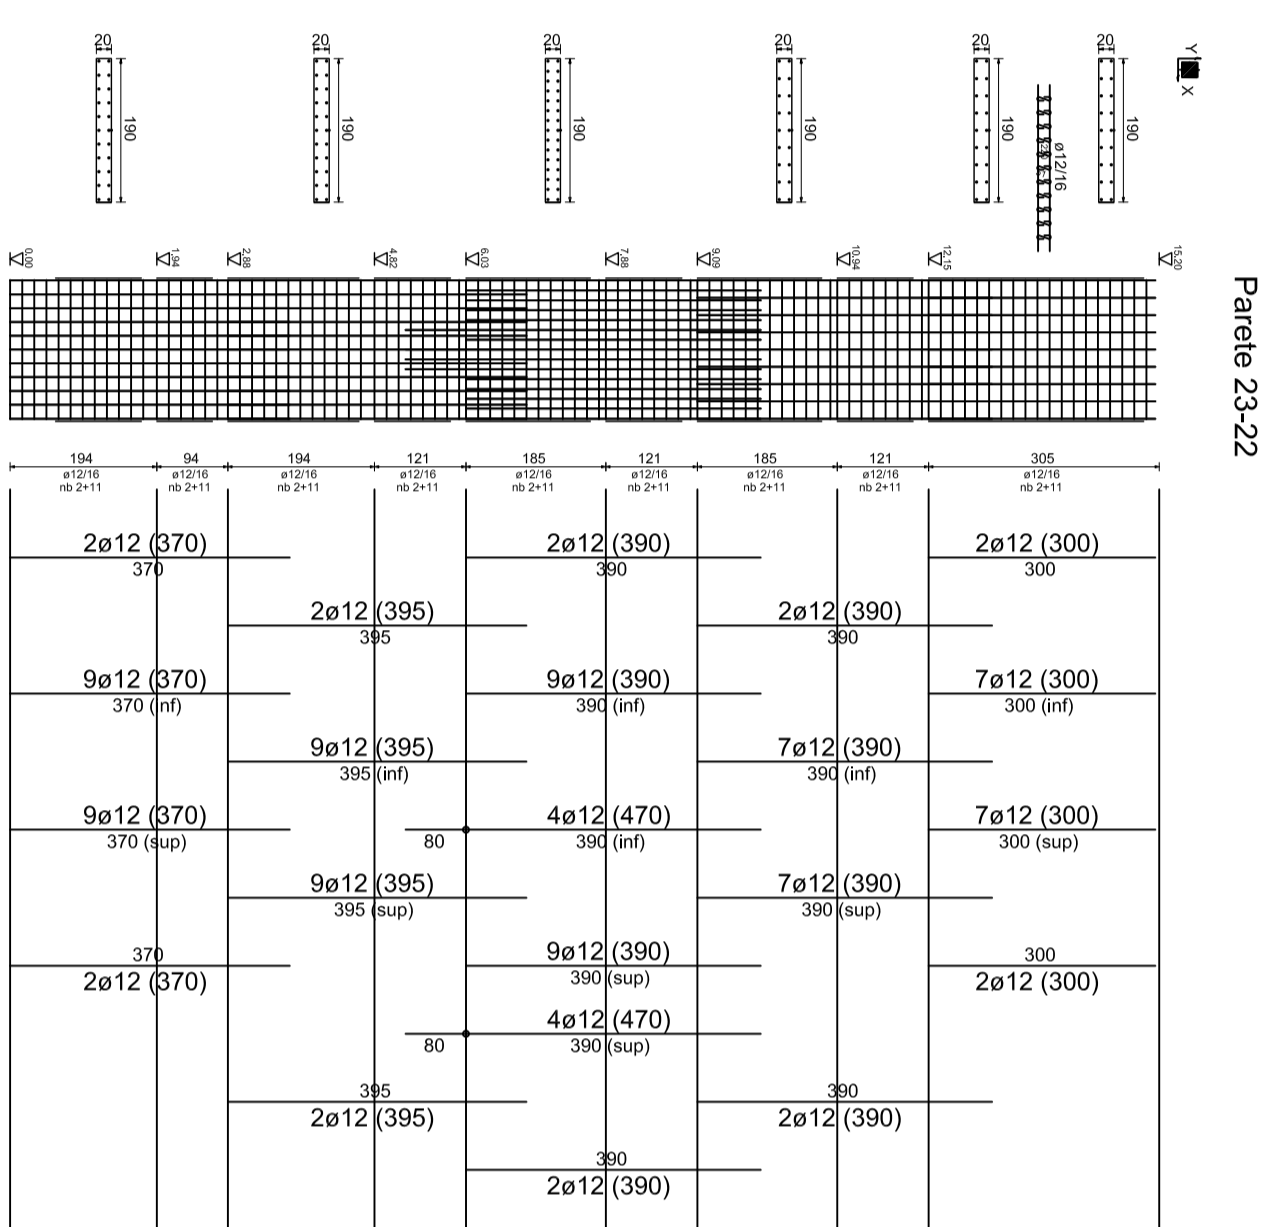 20
20
20
20
20
20
190
190
190
190
190
190
Y
X
ø12/16
0.00
1.94
2.88
4.82
6.03
7.88
9.09
10.94
12.15
15.20
Parete 23-22
194
94
194
121
185
121
185
121
305
ø12/16
ø12/16
ø12/16
ø12/16
ø12/16
ø12/16
ø12/16
ø12/16
ø12/16
nb 2+11
nb 2+11
nb 2+11
nb 2+11
nb 2+11
nb 2+11
nb 2+11
nb 2+11
nb 2+11
2ø12 (370)
370
2ø12 (390)
390
2ø12 (300)
300
2ø12 (395)
395
2ø12 (390)
390
9ø12 (370)
370 (inf)
9ø12 (390)
390 (inf)
7ø12 (300)
300 (inf)
9ø12 (395)
395 (inf)
7ø12 (390)
390 (inf)
9ø12 (370)
370 (sup)
80
4ø12 (470)
390 (inf)
7ø12 (300)
300 (sup)
9ø12 (395)
395 (sup)
7ø12 (390)
390 (sup)
370
2ø12 (370)
9ø12 (390)
390 (sup)
300
2ø12 (300)
80
4ø12 (470)
390 (sup)
395
2ø12 (395)
390
2ø12 (390)
390
2ø12 (390)